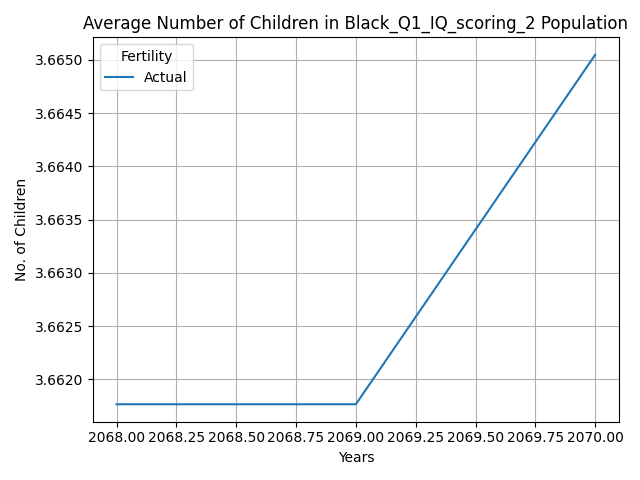 Average Number of Children in Black_Q1_IQ_scoring_2 Population
Fertility
Actual
3.6650
3.6645
3.6640
3.6635
3.6630
3.6625
3.6620
No. of Children
2068.00 2068.25 2068.50 2068.75 2069.00 2069.25 2069.50 2069.75 2070.00
Years